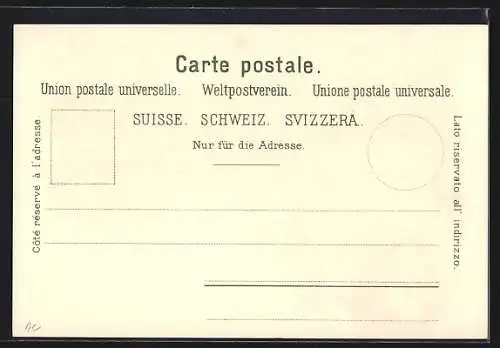 Carte postale.
Union postale universelle. Weltpostverein. Unione postale universale.
SUISSE. SCHWEIZ. SVIZZERA.
Nur für die Adresse.
Côté réservé à l'adresse.
Lato riservato all' indirizzo.